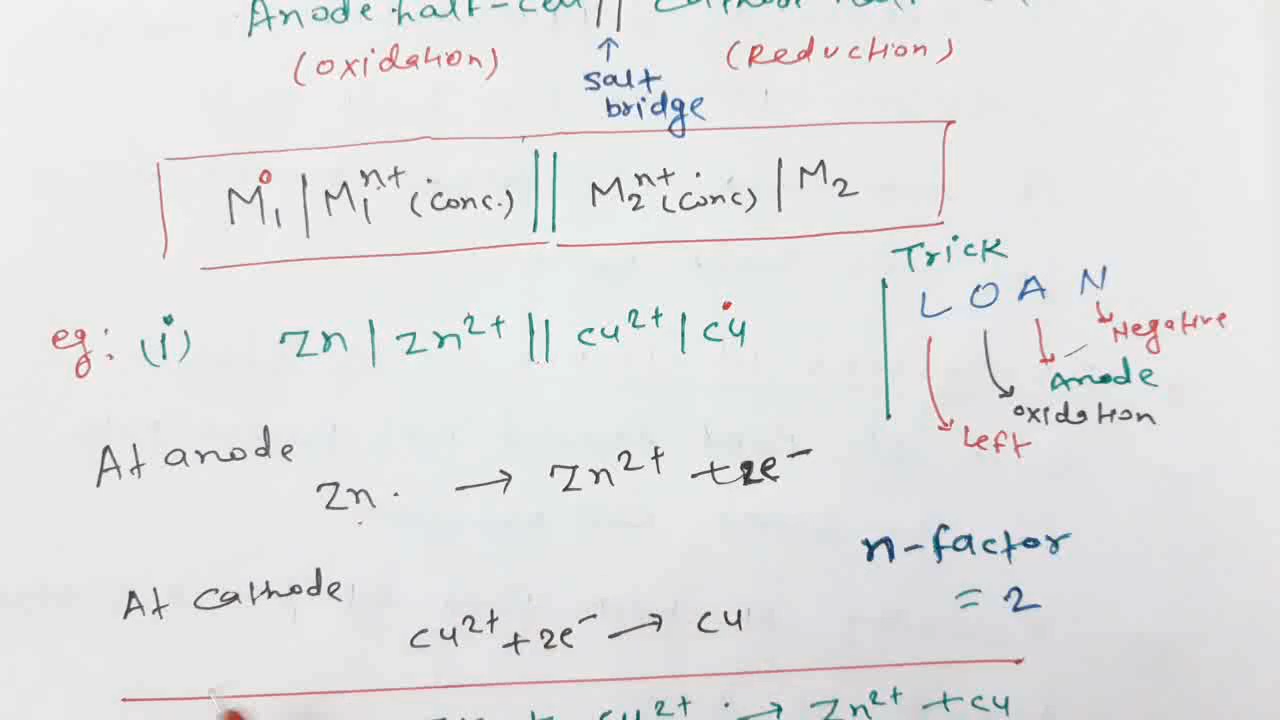 Anode half-cell || Cathode half
(oxidation) ↑ (Reduction)
salt
bridge
M₁ | M₁ⁿ⁺ (conc.) || M₂ⁿ⁺ (conc) | M₂
Trick
L O A N
Negative
Anode
oxidation
Left
eg: (i) Zn | Zn²⁺ || Cu²⁺ | Cu
At anode
Zn. → Zn²⁺ + 2e⁻
n-factor
= 2
At cathode
Cu²⁺ + 2e⁻ → Cu
Cu²⁺ → Zn²⁺ + Cu